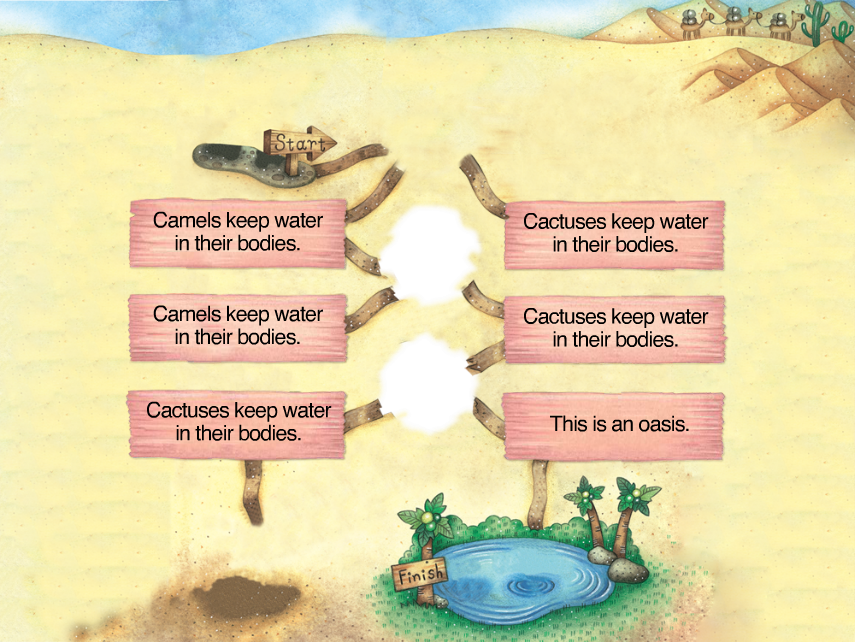 Start
Camels keep water
in their bodies.
Cactuses keep water
in their bodies.
Camels keep water
in their bodies.
Cactuses keep water
in their bodies.
Cactuses keep water
in their bodies.
This is an oasis.
Finish